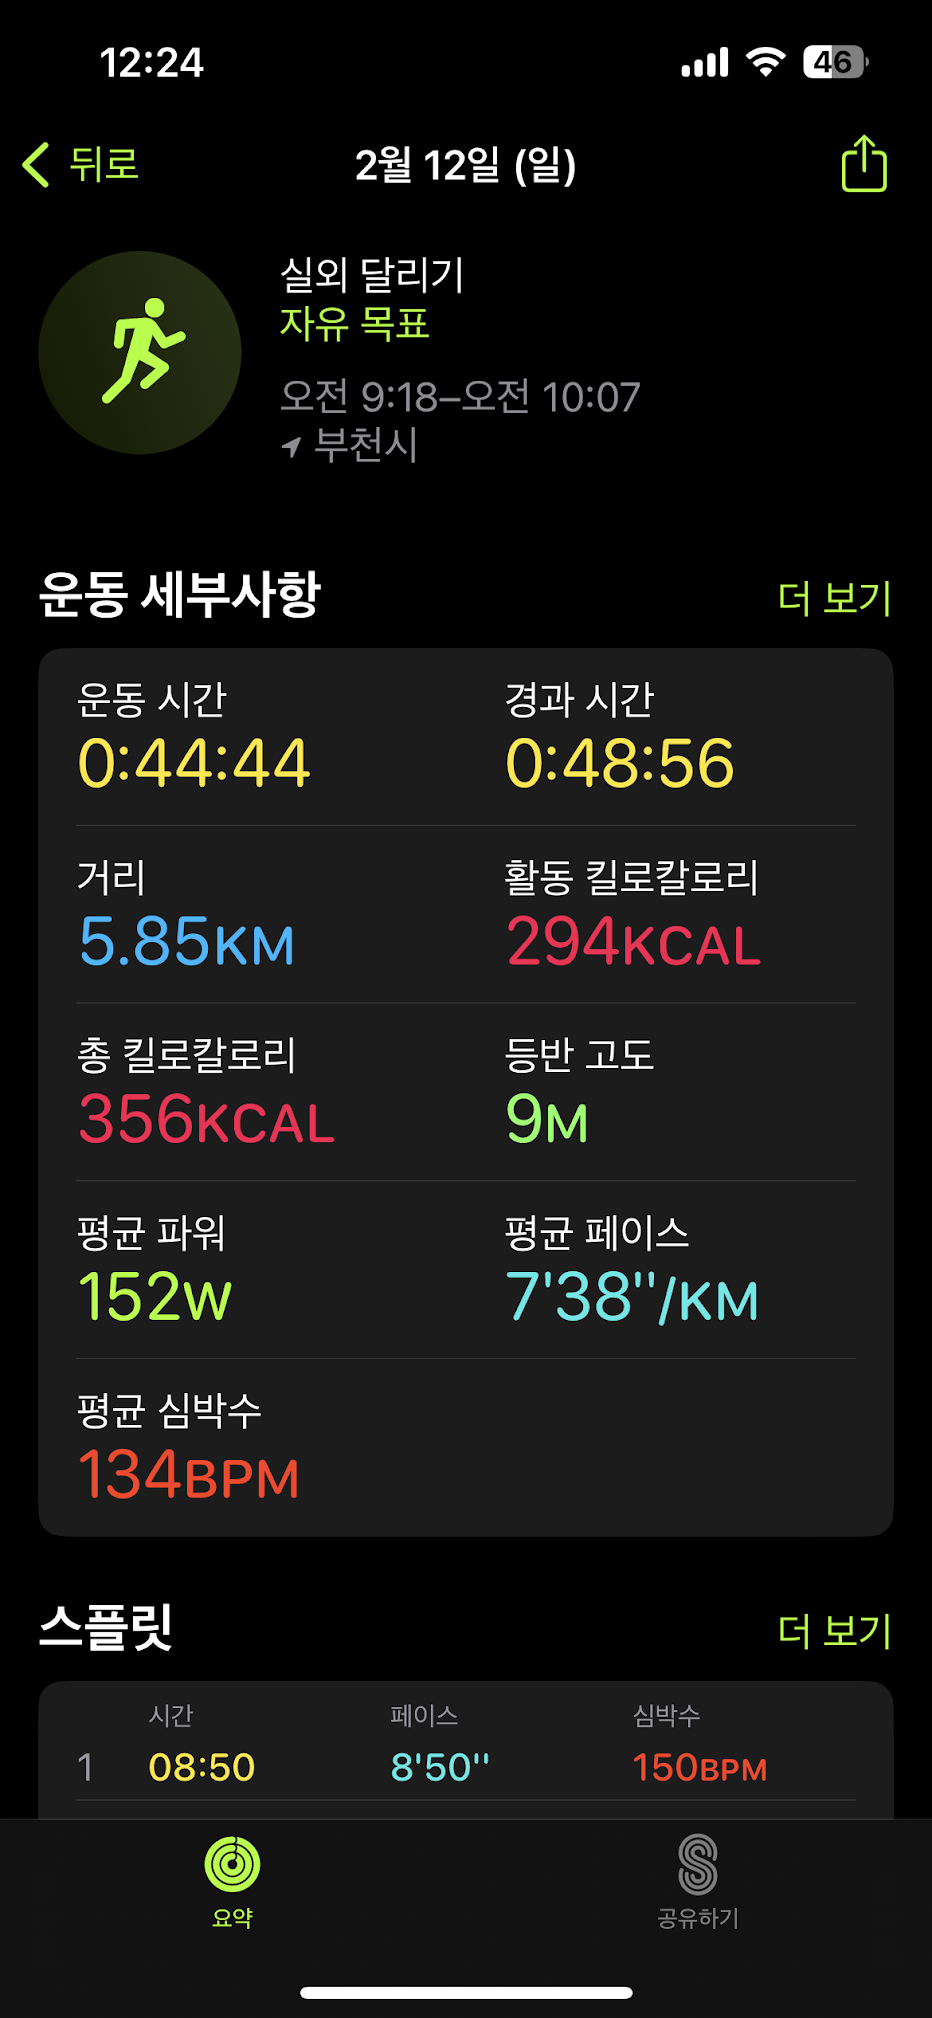 12:24
46
뒤로
2월 12일 (일)
실외 달리기
자유 목표
오전 9:18–오전 10:07
부천시
운동 세부사항
더 보기
운동 시간
경과 시간
0:44:44
0:48:56
거리
활동 킬로칼로리
5.85KM
294KCAL
총 킬로칼로리
등반 고도
356KCAL
9M
평균 파워
평균 페이스
152W
7'38''/KM
평균 심박수
134BPM
스플릿
더 보기
시간
페이스
심박수
1
08:50
8'50''
150BPM
요약
공유하기